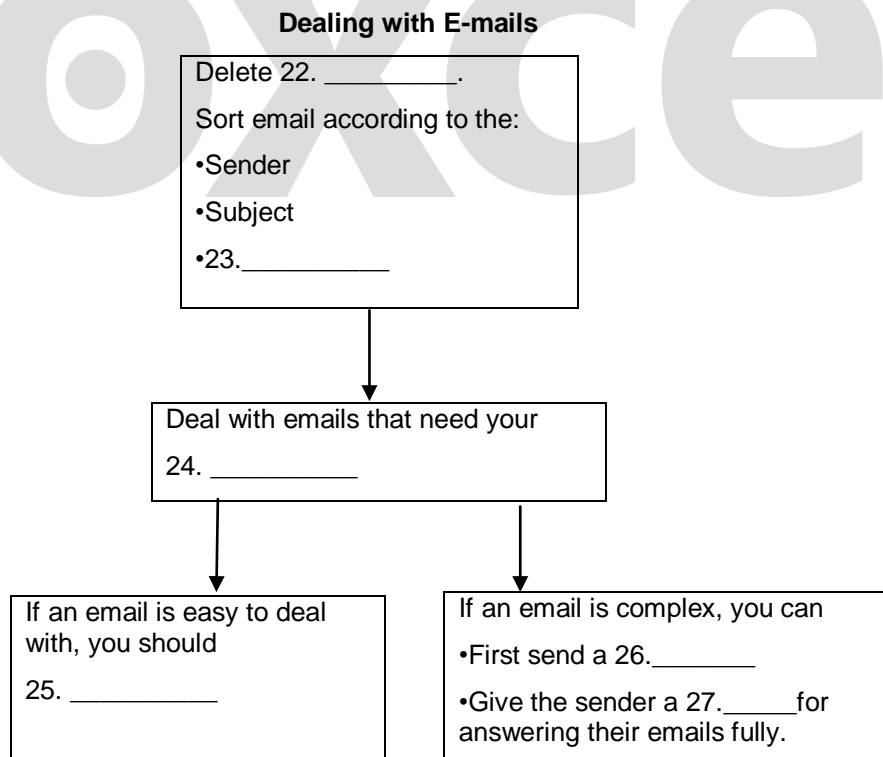 Dealing with E-mails
oxce
Delete 22. _________.
Sort email according to the:
•Sender
•Subject
•23.__________
Deal with emails that need your
24. __________
If an email is easy to deal
with, you should
25. __________
If an email is complex, you can
•First send a 26._______
•Give the sender a 27._____for
answering their emails fully.